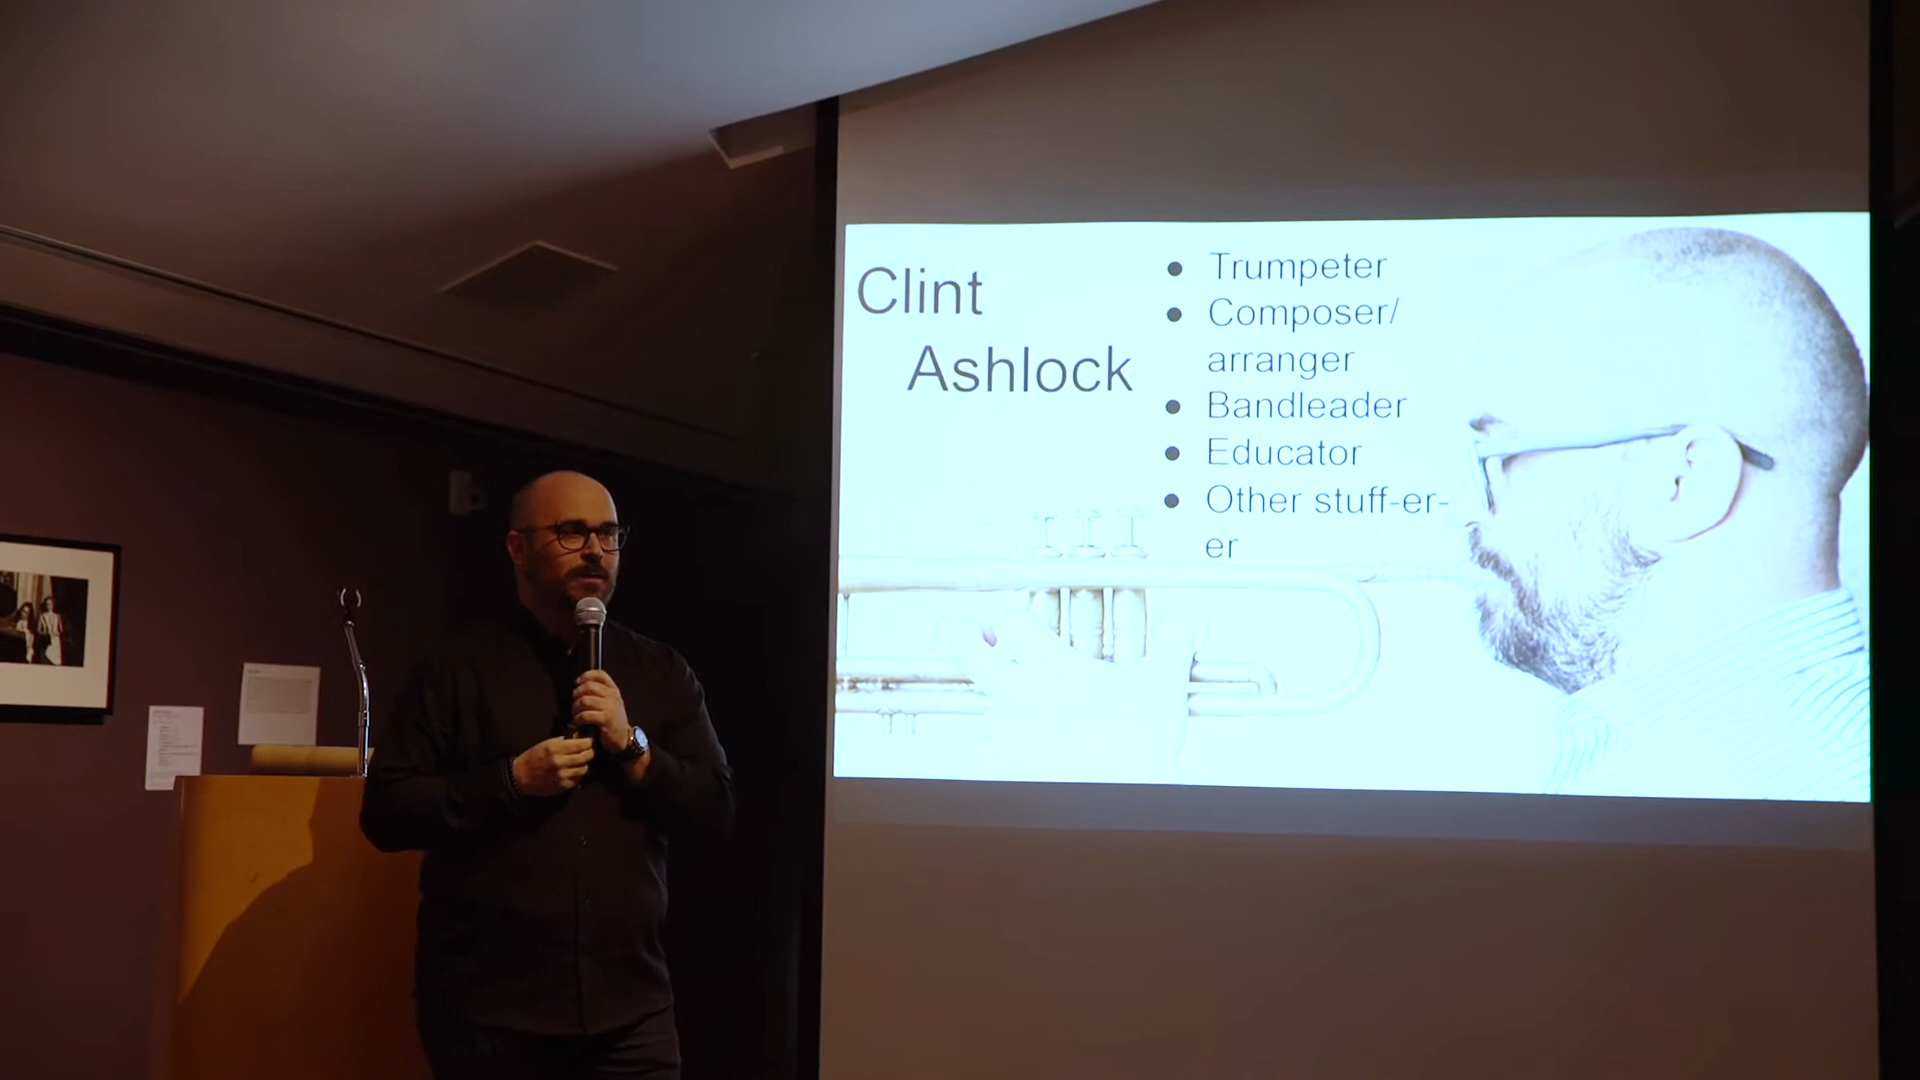 Clint
Ashlock
● Trumpeter
● Composer/
arranger
● Bandleader
● Educator
● Other stuff-er-
er